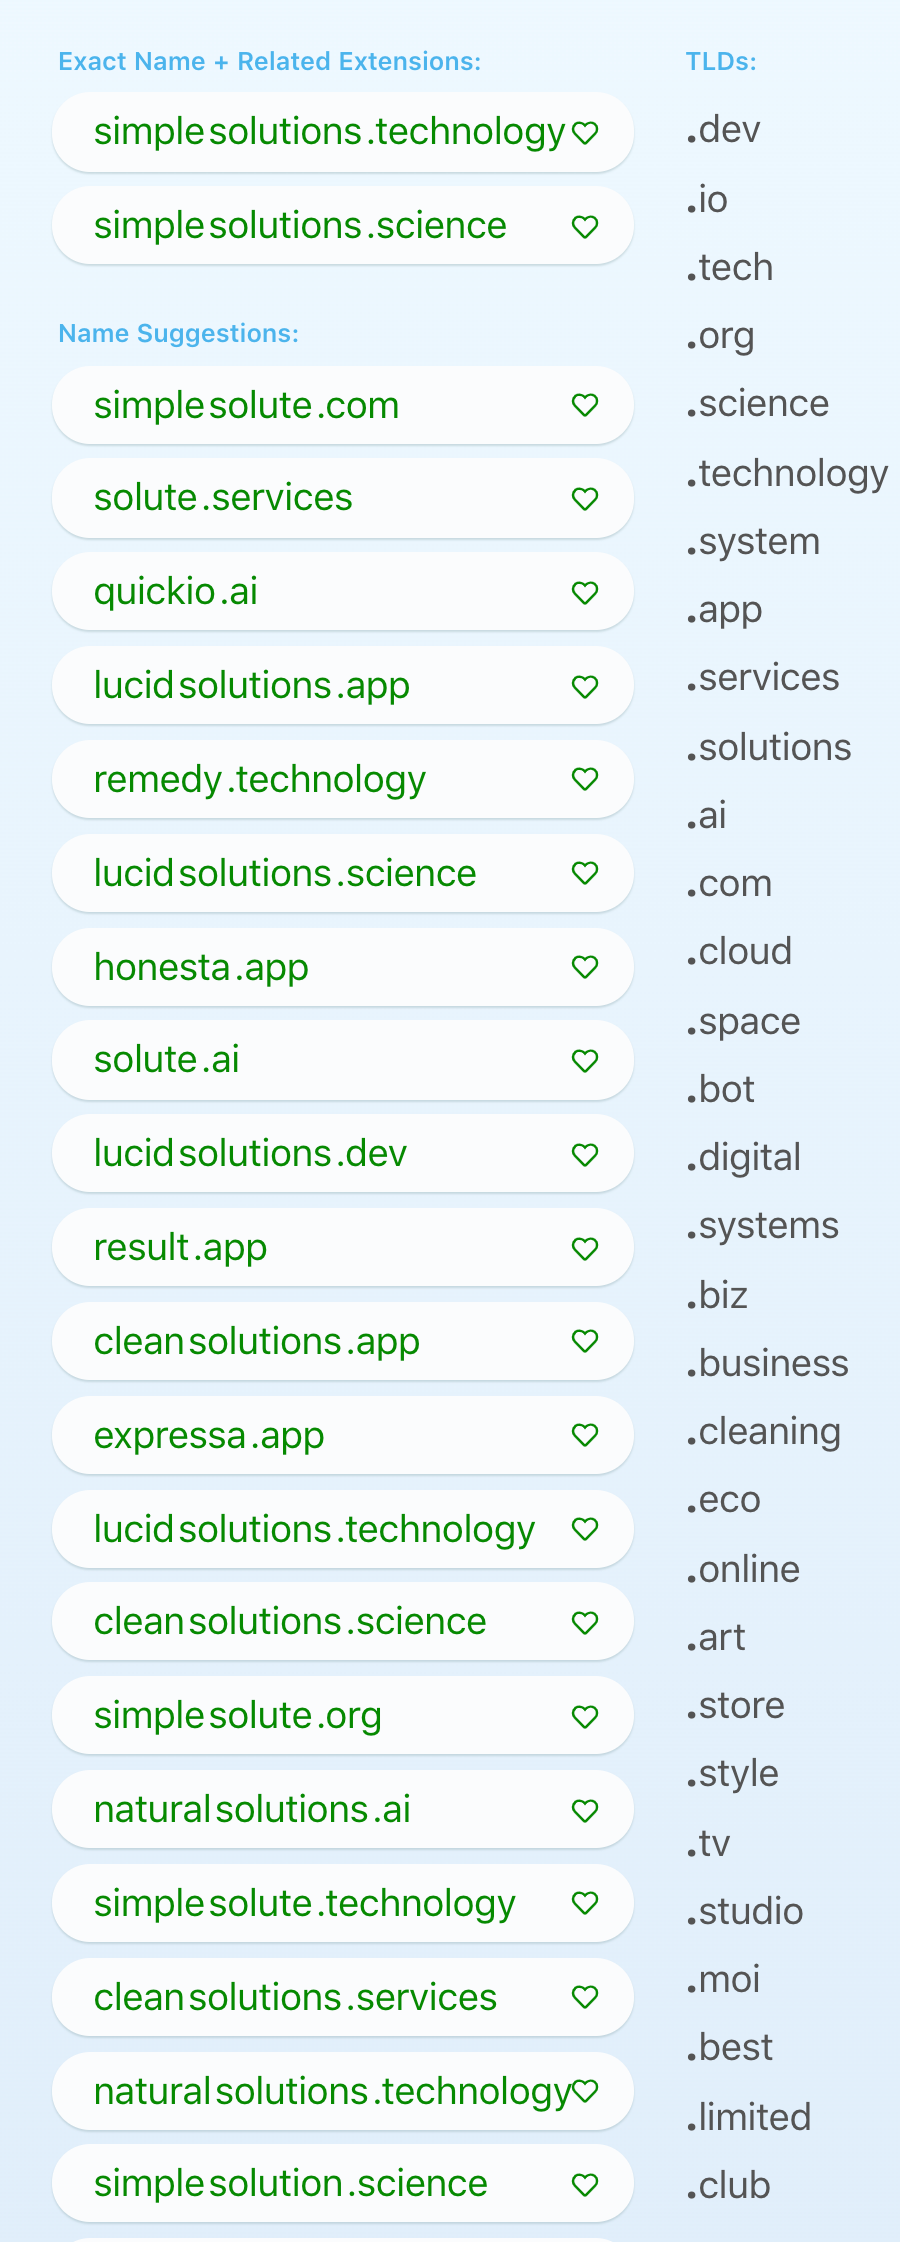 Exact Name + Related Extensions:
simplesolutions.technology
simplesolutions.science
Name Suggestions:
simplesolute.com
solute.services
quickio.ai
lucidsolutions.app
remedy.technology
lucidsolutions.science
honesta.app
solute.ai
lucidsolutions.dev
result.app
cleansolutions.app
expressa.app
lucidsolutions.technology
cleansolutions.science
simplesolute.org
naturalsolutions.ai
simplesolute.technology
cleansolutions.services
naturalsolutions.technology
simplesolution.science
TLDs:
.dev
.io
.tech
.org
.science
.technology
.system
.app
.services
.solutions
.ai
.com
.cloud
.space
.bot
.digital
.systems
.biz
.business
.cleaning
.eco
.online
.art
.store
.style
.tv
.studio
.moi
.best
.limited
.club